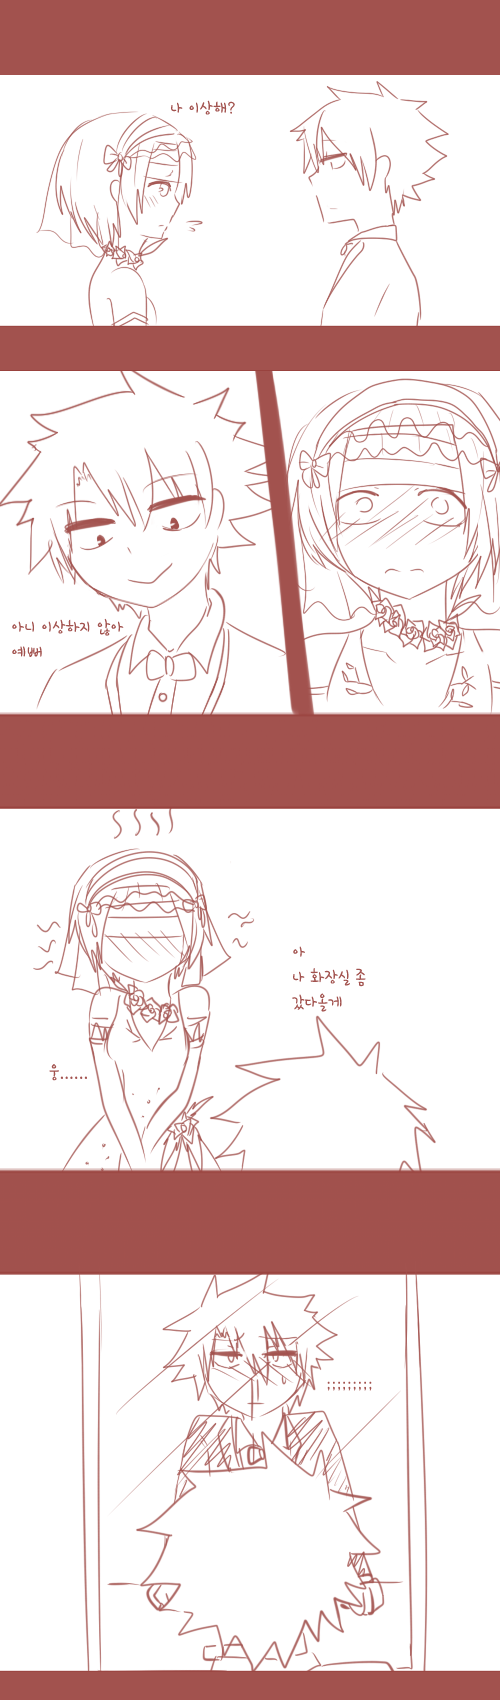 나 이상해?
아니 이상하지 않아
예뻐
아
나 화장실 좀
갔다올게
웅......
;;;;;;;;;